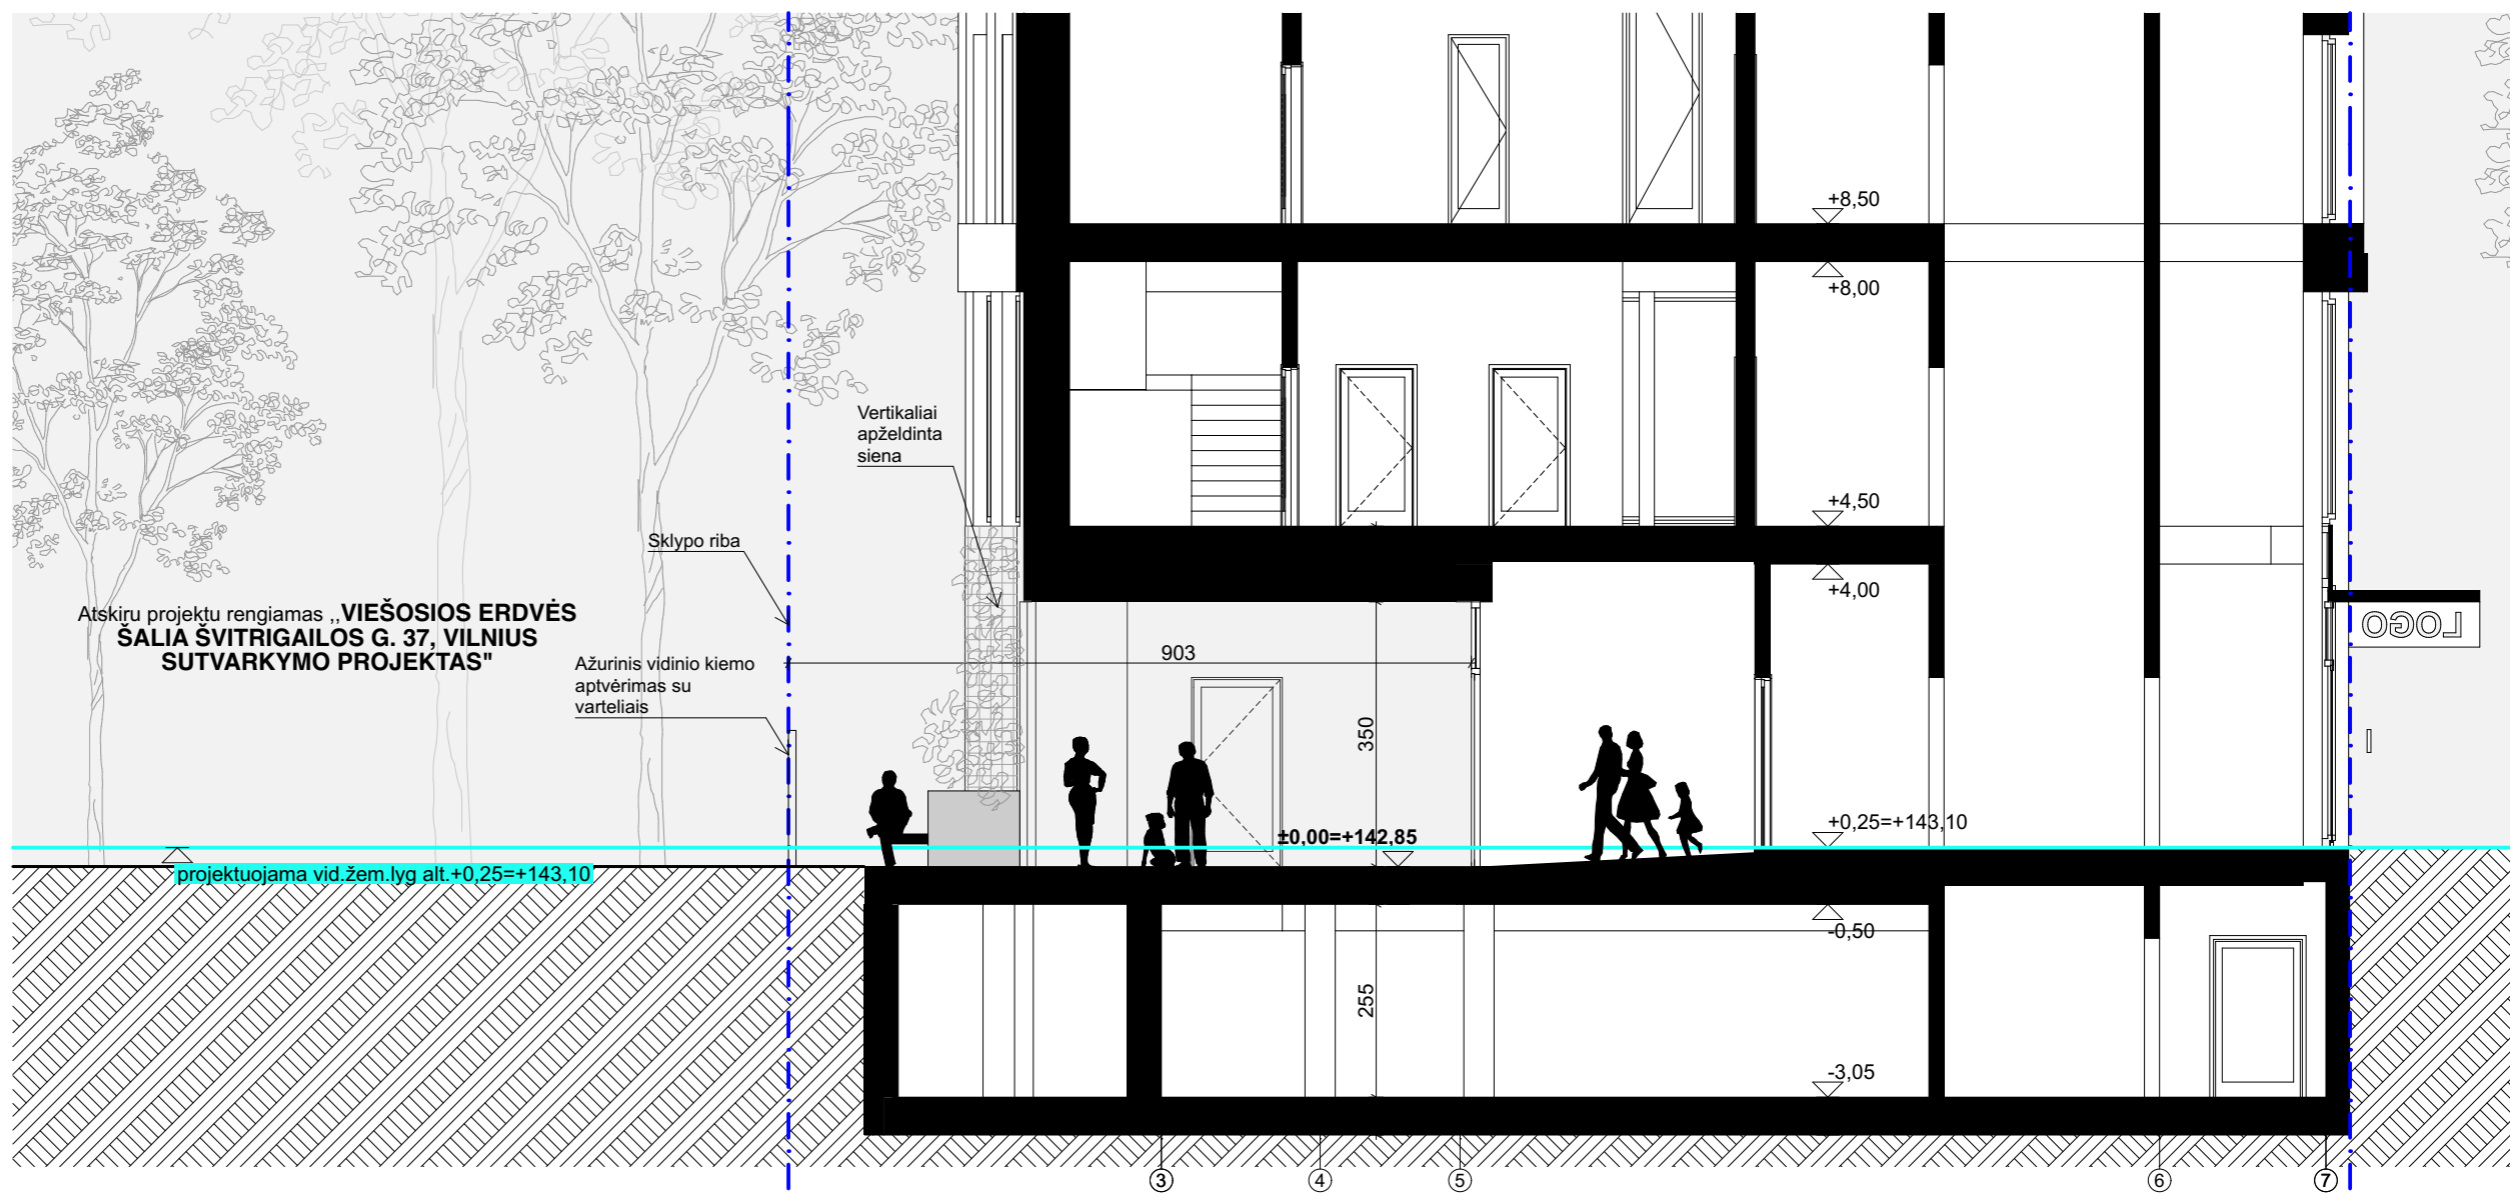 +8,50
+8,00
Vertikaliai
apželdinta
siena
+4,50
Sklypo riba
+4,00
Atskiru projektu rengiamas ,,VIEŠOSIOS ERDVĖS
ŠALIA ŠVITRIGAILOS G. 37, VILNIUS
SUTVARKYMO PROJEKTAS"
LOGO
903
Ažurinis vidinio kiemo
aptvėrimas su
varteliais
350
±0,00=+142,85
+0,25=+143,10
projektuojama vid.žem.lyg alt.+0,25=+143,10
-0,50
255
-3,05
3
4
5
6
7